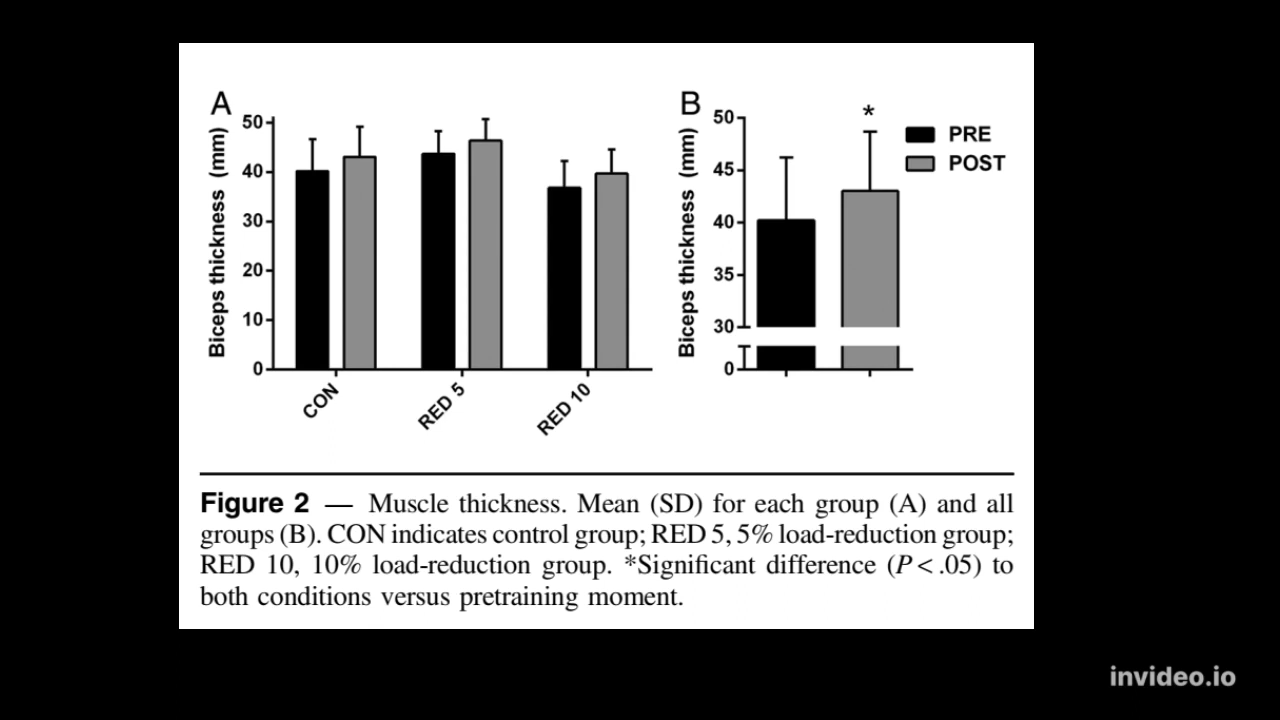 A
Biceps thickness (mm)
50
40
30
20
10
0
CON
RED 5
RED 10
B
Biceps thickness (mm)
50
45
40
35
30
0
*
PRE
POST
Figure 2 — Muscle thickness. Mean (SD) for each group (A) and all
groups (B). CON indicates control group; RED 5, 5% load-reduction group;
RED 10, 10% load-reduction group. *Significant difference (P < .05) to
both conditions versus pretraining moment.
invideo.io